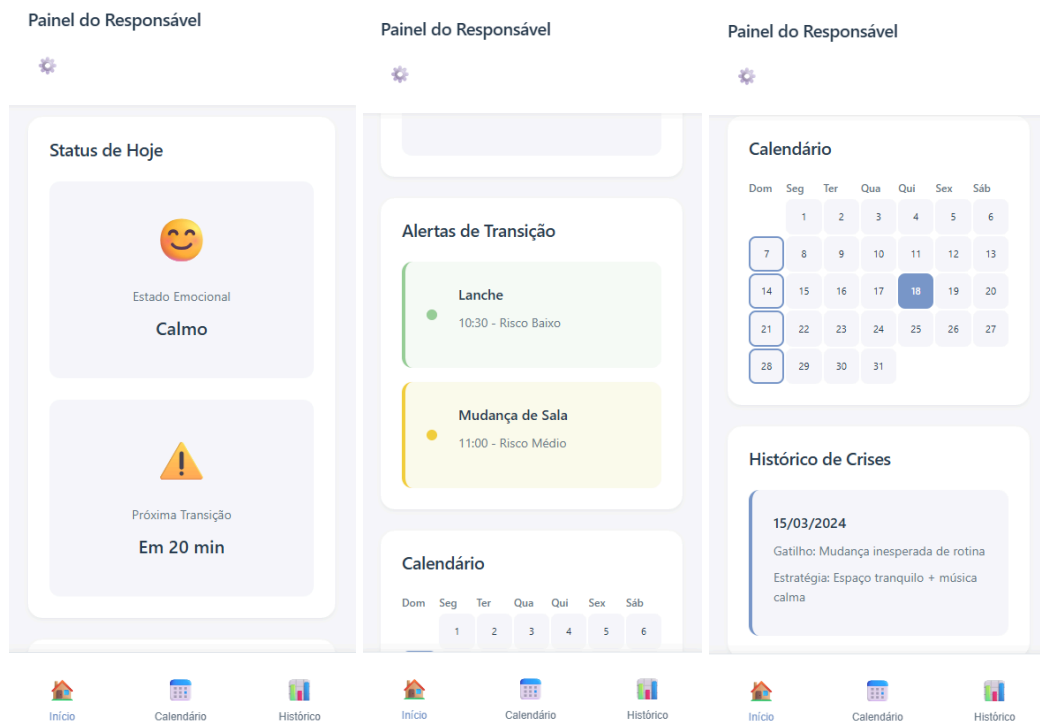 Painel do Responsável
Status de Hoje
Estado Emocional
Calmo
Próxima Transição
Em 20 min
Início
Calendário
Histórico
Painel do Responsável
Alertas de Transição
Lanche
10:30 - Risco Baixo
Mudança de Sala
11:00 - Risco Médio
Calendário
Dom Seg Ter Qua Qui Sex Sáb
1 2 3 4 5 6
Início
Calendário
Histórico
Painel do Responsável
Calendário
Dom Seg Ter Qua Qui Sex Sáb
1 2 3 4 5 6
7 8 9 10 11 12 13
14 15 16 17 18 19 20
21 22 23 24 25 26 27
28 29 30 31
Histórico de Crises
15/03/2024
Gatilho: Mudança inesperada de rotina
Estratégia: Espaço tranquilo + música
calma
Início
Calendário
Histórico